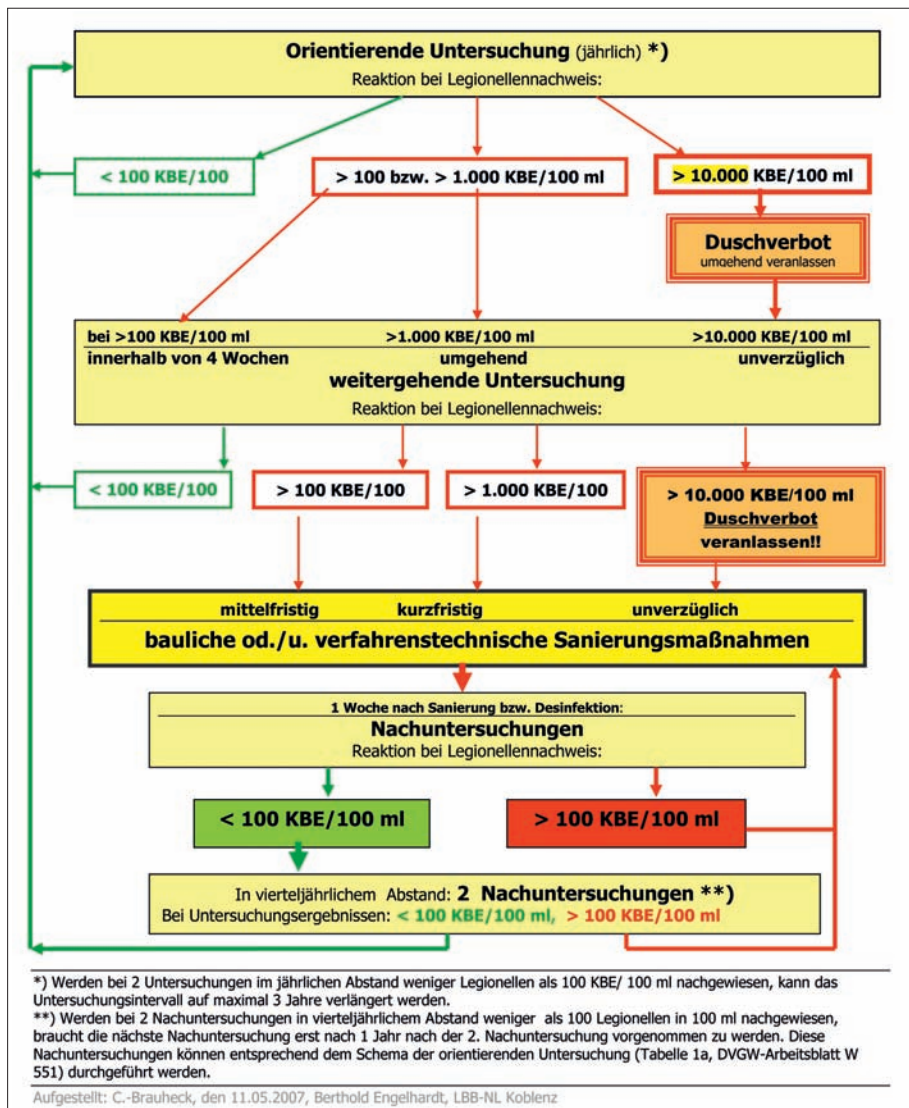 Orientierende Untersuchung (jährlich) *)
Reaktion bei Legionellennachweis:
< 100 KBE/100
> 100 bzw. > 1.000 KBE/100 ml
> 10.000 KBE/100 ml
Duschverbot
umgehend veranlassen
bei >100 KBE/100 ml >1.000 KBE/100 ml >10.000 KBE/100 ml
innerhalb von 4 Wochen umgehend unverzüglich
weitergehende Untersuchung
Reaktion bei Legionellennachweis:
< 100 KBE/100
> 100 KBE/100
> 1.000 KBE/100
> 10.000 KBE/100 ml
Duschverbot
veranlassen!!
mittelfristig kurzfristig unverzüglich
bauliche od./u. verfahrenstechnische Sanierungsmaßnahmen
1 Woche nach Sanierung bzw. Desinfektion:
Nachuntersuchungen
Reaktion bei Legionellennachweis:
< 100 KBE/100 ml
> 100 KBE/100 ml
In vierteljährlichem Abstand: 2 Nachuntersuchungen **)
Bei Untersuchungsergebnissen: < 100 KBE/100 ml, > 100 KBE/100 ml
*) Werden bei 2 Untersuchungen im jährlichen Abstand weniger Legionellen als 100 KBE/ 100 ml nachgewiesen, kann das
Untersuchungsintervall auf maximal 3 Jahre verlängert werden.
**) Werden bei 2 Nachuntersuchungen in vierteljährlichem Abstand weniger als 100 Legionellen in 100 ml nachgewiesen,
braucht die nächste Nachuntersuchung erst nach 1 Jahr nach der 2. Nachuntersuchung vorgenommen zu werden. Diese
Nachuntersuchungen können entsprechend dem Schema der orientierenden Untersuchung (Tabelle 1a, DVGW-Arbeitsblatt W
551) durchgeführt werden.
Aufgestellt: C.-Brauheck, den 11.05.2007, Berthold Engelhardt, LBB-NL Koblenz